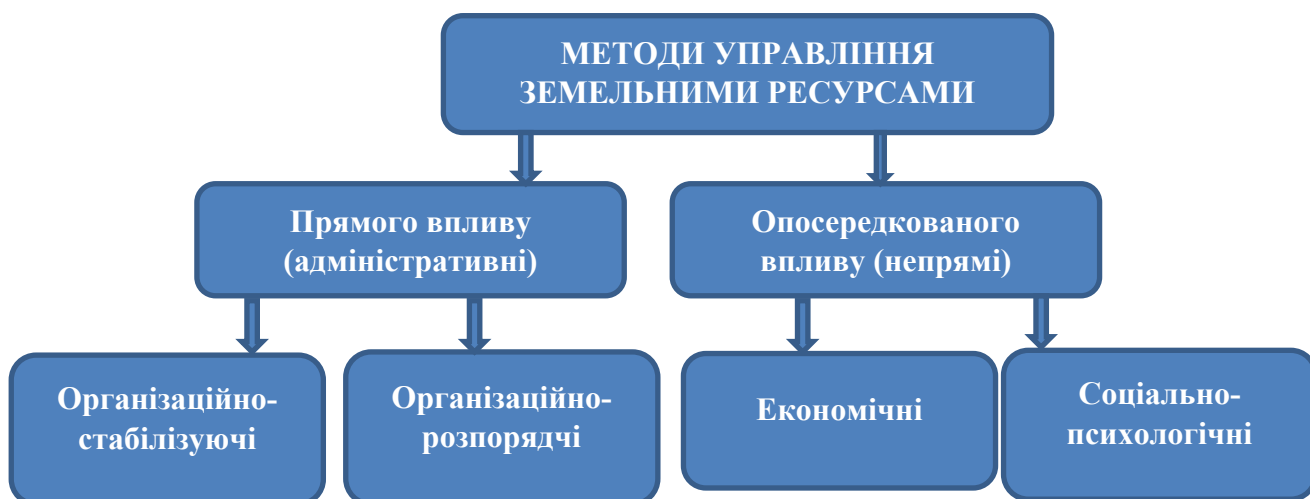 МЕТОДИ УПРАВЛІННЯ
ЗЕМЕЛЬНИМИ РЕСУРСАМИ
Прямого впливу
(адміністративні)
Опосередкованого
впливу (непрямі)
Організаційно-
стабілізуючі
Організаційно-
розпорядчі
Економічні
Соціально-
психологічні